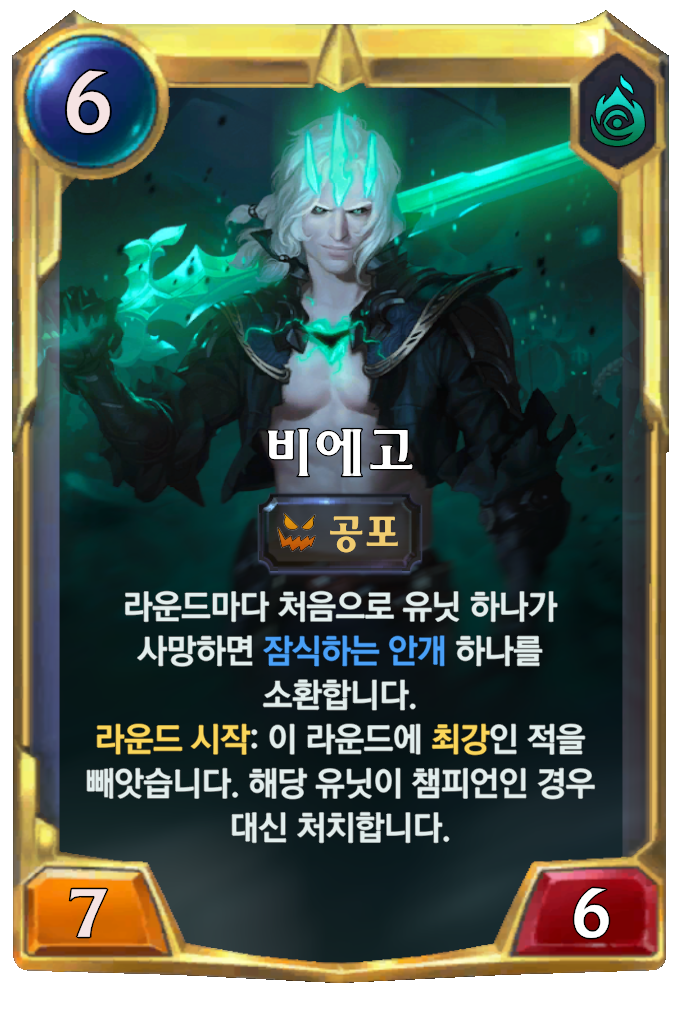 6
비에고
공포
라운드마다 처음으로 유닛 하나가
사망하면 잠식하는 안개 하나를
소환합니다.
라운드 시작: 이 라운드에 최강인 적을
빼앗습니다. 해당 유닛이 챔피언인 경우
대신 처치합니다.
7
6